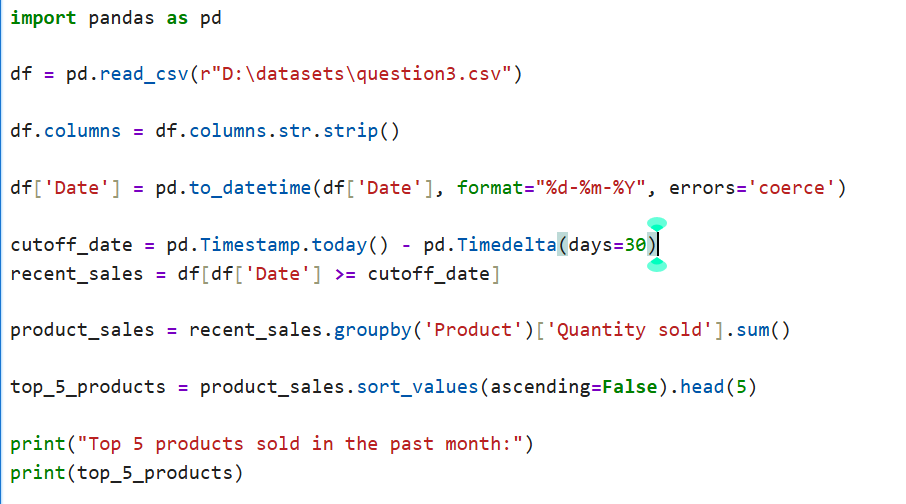 import pandas as pd
df = pd.read_csv(r"D:\datasets\question3.csv")
df.columns = df.columns.str.strip()
df['Date'] = pd.to_datetime(df['Date'], format="%d-%m-%Y", errors='coerce')
cutoff_date = pd.Timestamp.today() - pd.Timedelta(days=30)
recent_sales = df[df['Date'] >= cutoff_date]
product_sales = recent_sales.groupby('Product')['Quantity sold'].sum()
top_5_products = product_sales.sort_values(ascending=False).head(5)
print("Top 5 products sold in the past month:")
print(top_5_products)